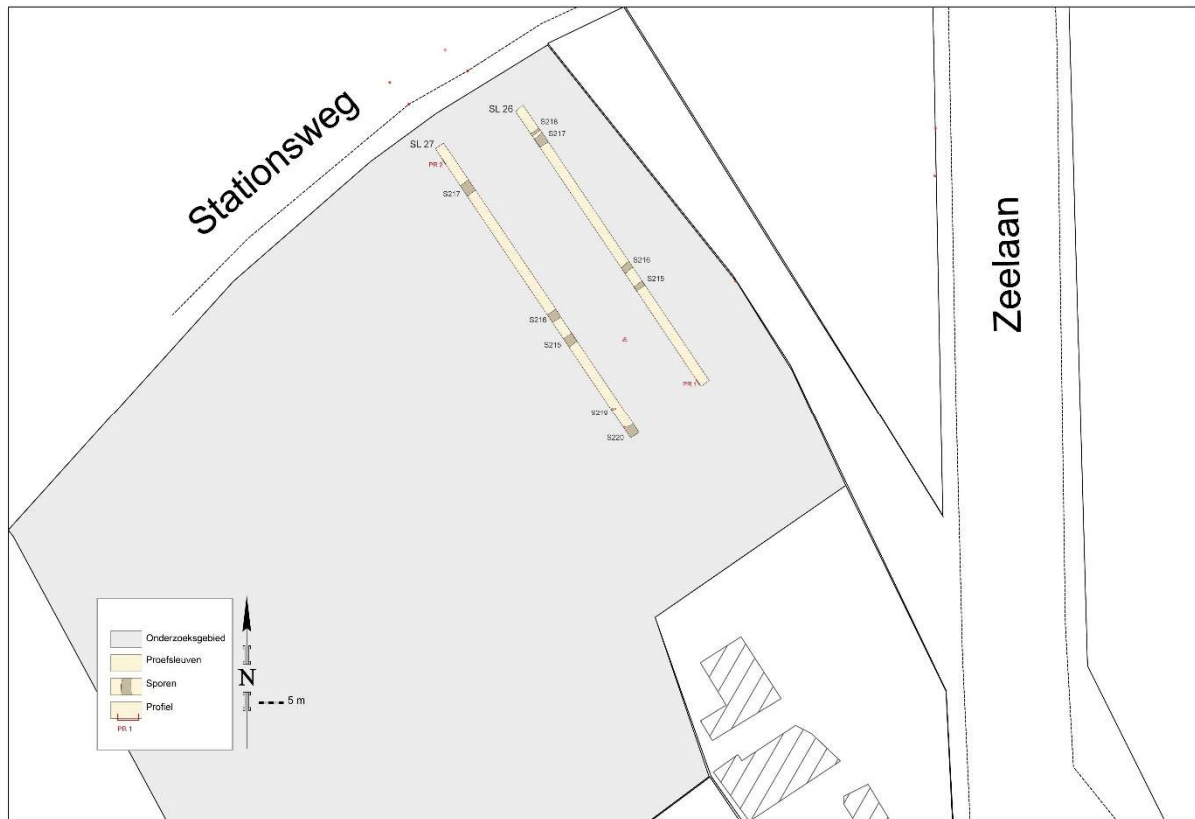 Stationsweg
Zeelaan
SL 26
S218
S217
SL 27
PR 2
S217
S216
S215
S216
S215
PR 1
S219
S220
Onderzoeksgebied
Proefsleuven
Sporen
Profiel
PR 1
N
5 m